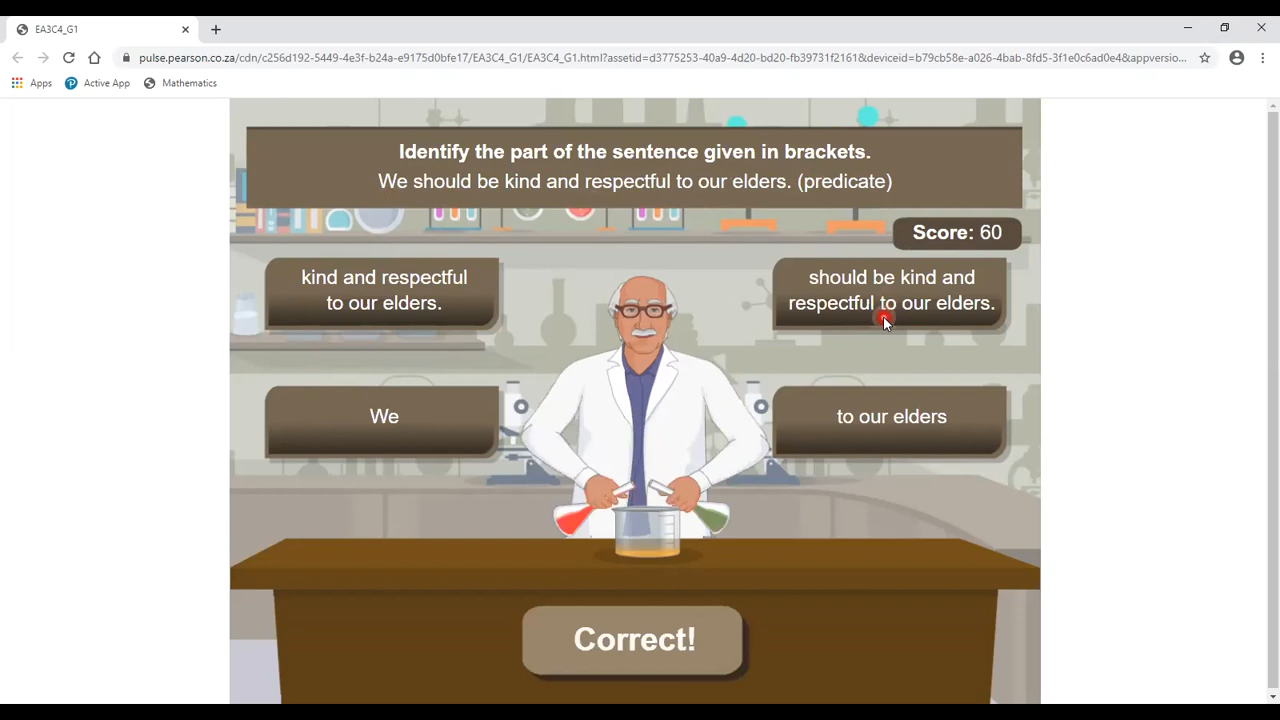 EA3C4_G1
pulse.pearson.co.za/cdn/c256d192-5449-4e3f-b24a-e9175d0bfe17/EA3C4_G1/EA3C4_G1.html?assetid=d3775253-40a9-4d20-bd20-fb39731f2161&deviceid=b79cb58e-a026-4bab-8fd5-3f1e0c6ad0e4&appversio...
Apps
Active App
Mathematics
Identify the part of the sentence given in brackets.
We should be kind and respectful to our elders. (predicate)
Score: 60
kind and respectful
to our elders.
should be kind and
respectful to our elders.
We
to our elders
Correct!